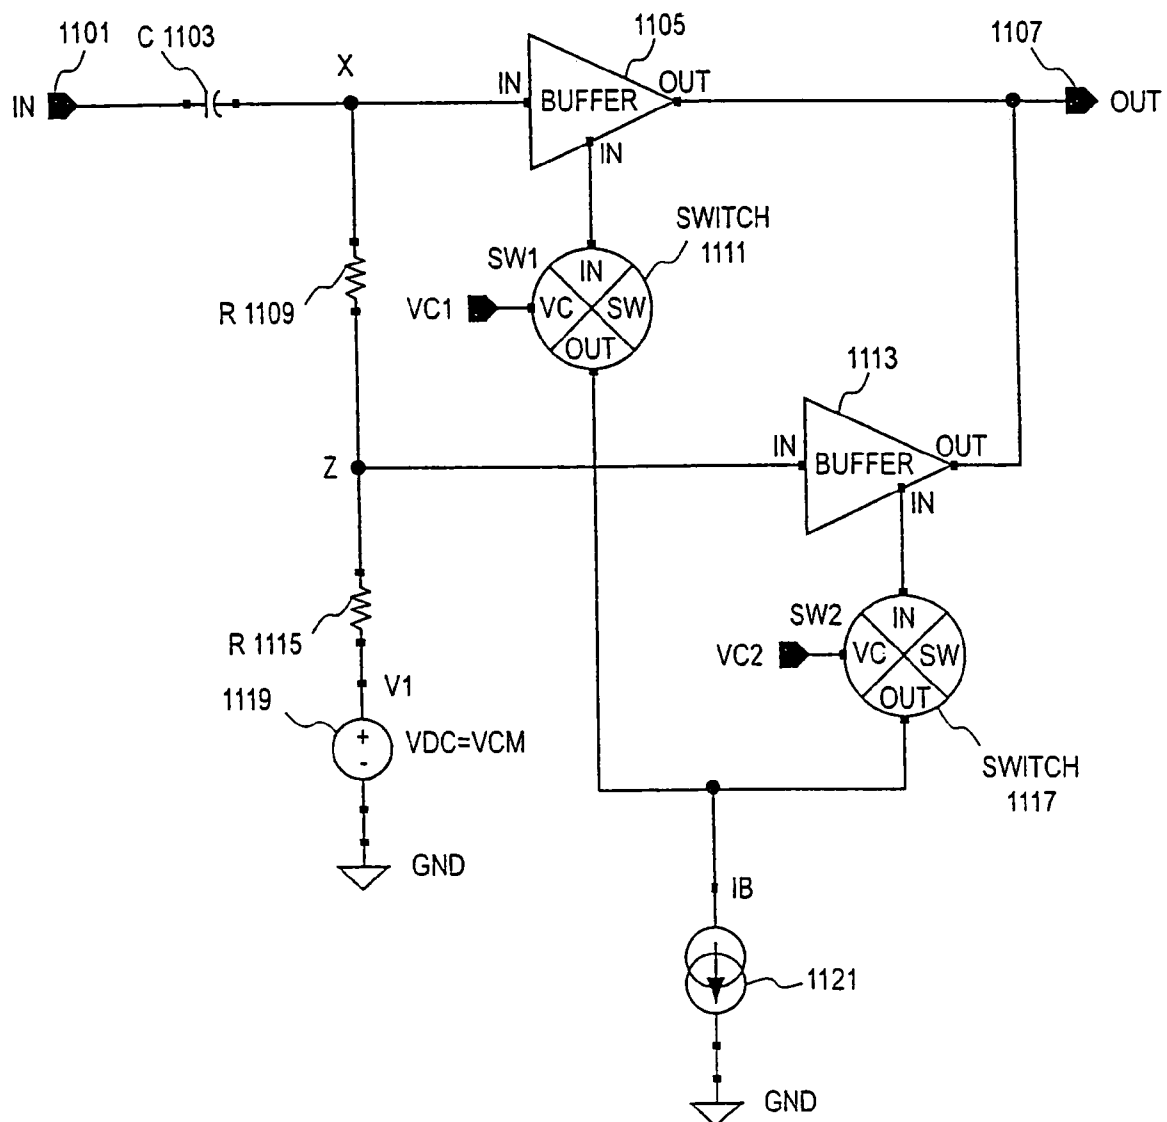 1101
C 1103
1105
1107
X
IN
IN
BUFFER
OUT
OUT
IN
SWITCH
1111
SW1
IN
R 1109
VC1
VC
SW
OUT
1113
Z
IN
BUFFER
OUT
IN
SW2
IN
R 1115
VC2
VC
SW
OUT
V1
1119
+
-
VDC=VCM
SWITCH
1117
GND
IB
1121
GND